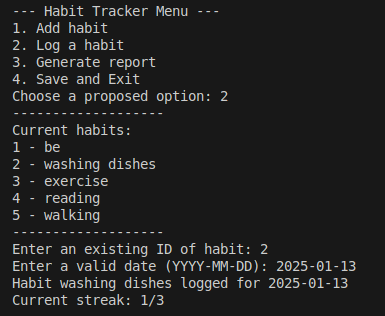 --- Habit Tracker Menu ---
1. Add habit
2. Log a habit
3. Generate report
4. Save and Exit
Choose a proposed option: 2
-------------------
Current habits:
1 - be
2 - washing dishes
3 - exercise
4 - reading
5 - walking
-------------------
Enter an existing ID of habit: 2
Enter a valid date (YYYY-MM-DD): 2025-01-13
Habit washing dishes logged for 2025-01-13
Current streak: 1/3